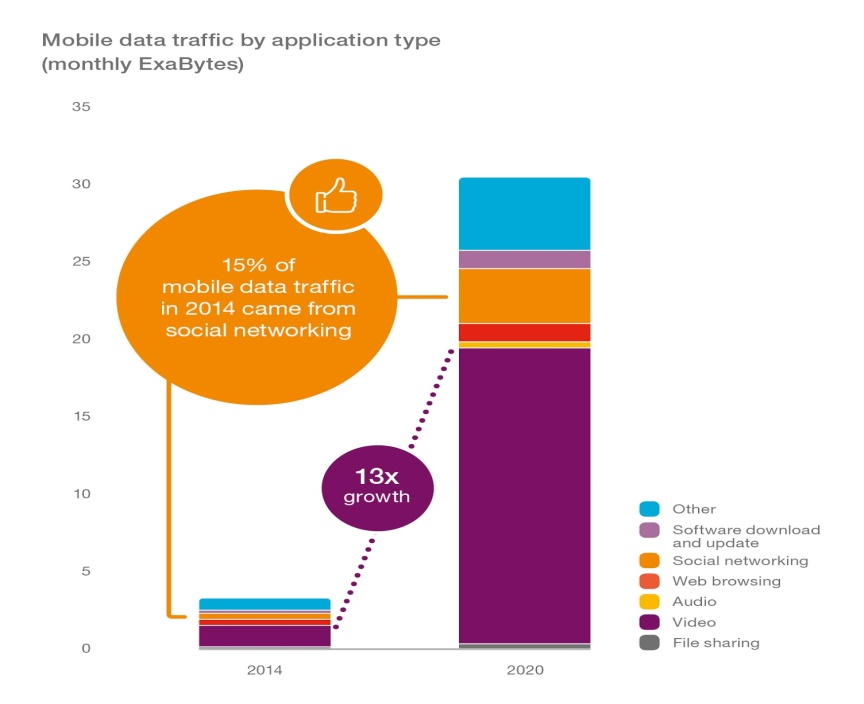 Mobile data traffic by application type
(monthly ExaBytes)
35
30
25
20
15
10
5
0
15% of
mobile data traffic
in 2014 came from
social networking
13x
growth
2014
2020
Other
Software download
and update
Social networking
Web browsing
Audio
Video
File sharing